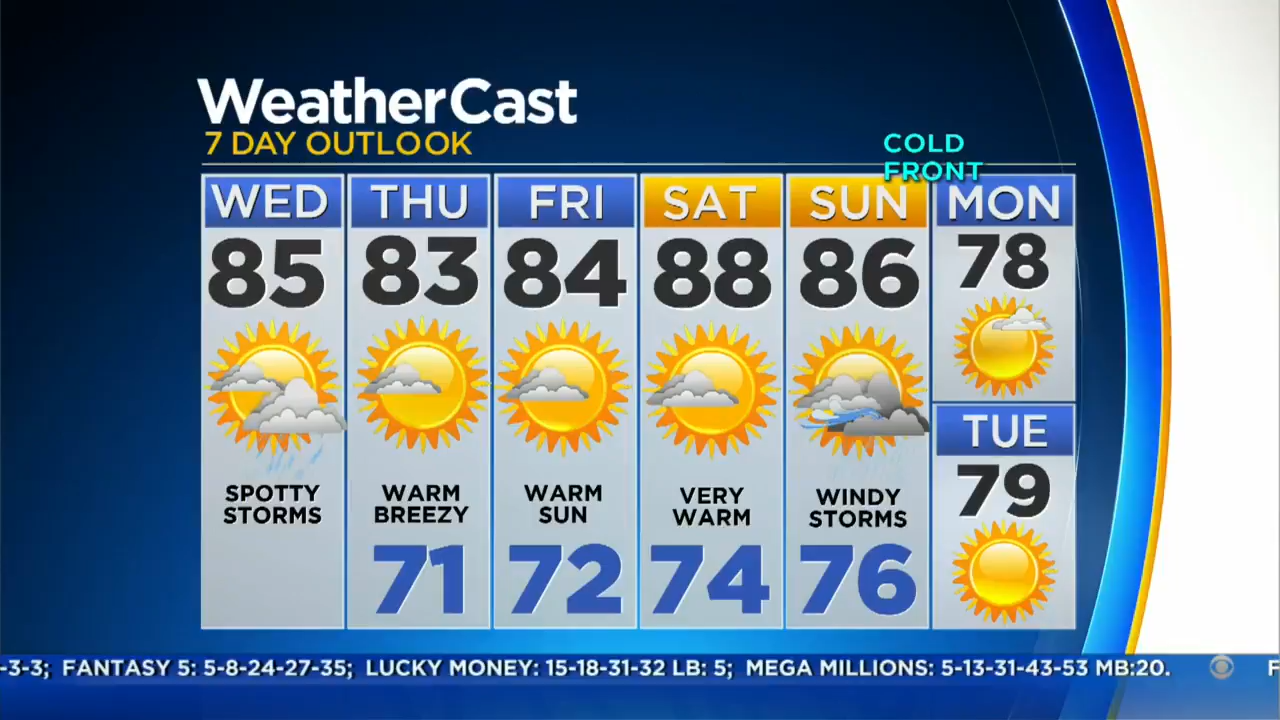 WeatherCast
7 DAY OUTLOOK
COLD
FRONT
WED
85
SPOTTY
STORMS
THU
83
WARM
BREEZY
71
FRI
84
WARM
SUN
72
SAT
88
VERY
WARM
74
SUN
86
WINDY
STORMS
76
MON
78
TUE
79
-3-3; FANTASY 5: 5-8-24-27-35; LUCKY MONEY: 15-18-31-32 LB: 5; MEGA MILLIONS: 5-13-31-43-53 MB:20. F